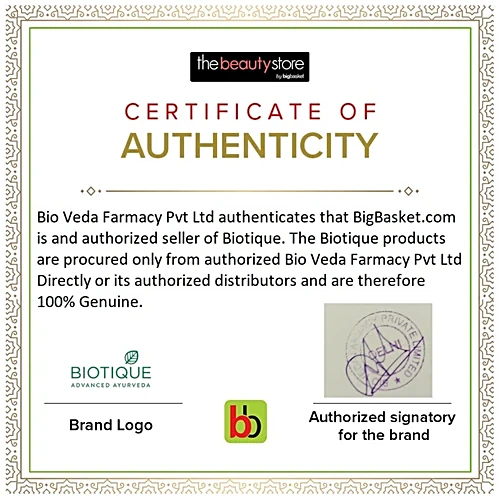 thebeautystore
by bigbasket
CERTIFICATE OF
AUTHENTICITY
Bio Veda Farmacy Pvt Ltd authenticates that BigBasket.com
is and authorized seller of Biotique. The Biotique products
are procured only from authorized Bio Veda Farmacy Pvt Ltd
Directly or its authorized distributors and are therefore
100% Genuine.
PRIVATE LIMITED
DELHI
BIOTIQUE
ADVANCED AYURVEDA
bb
Brand Logo
Authorized signatory
for the brand